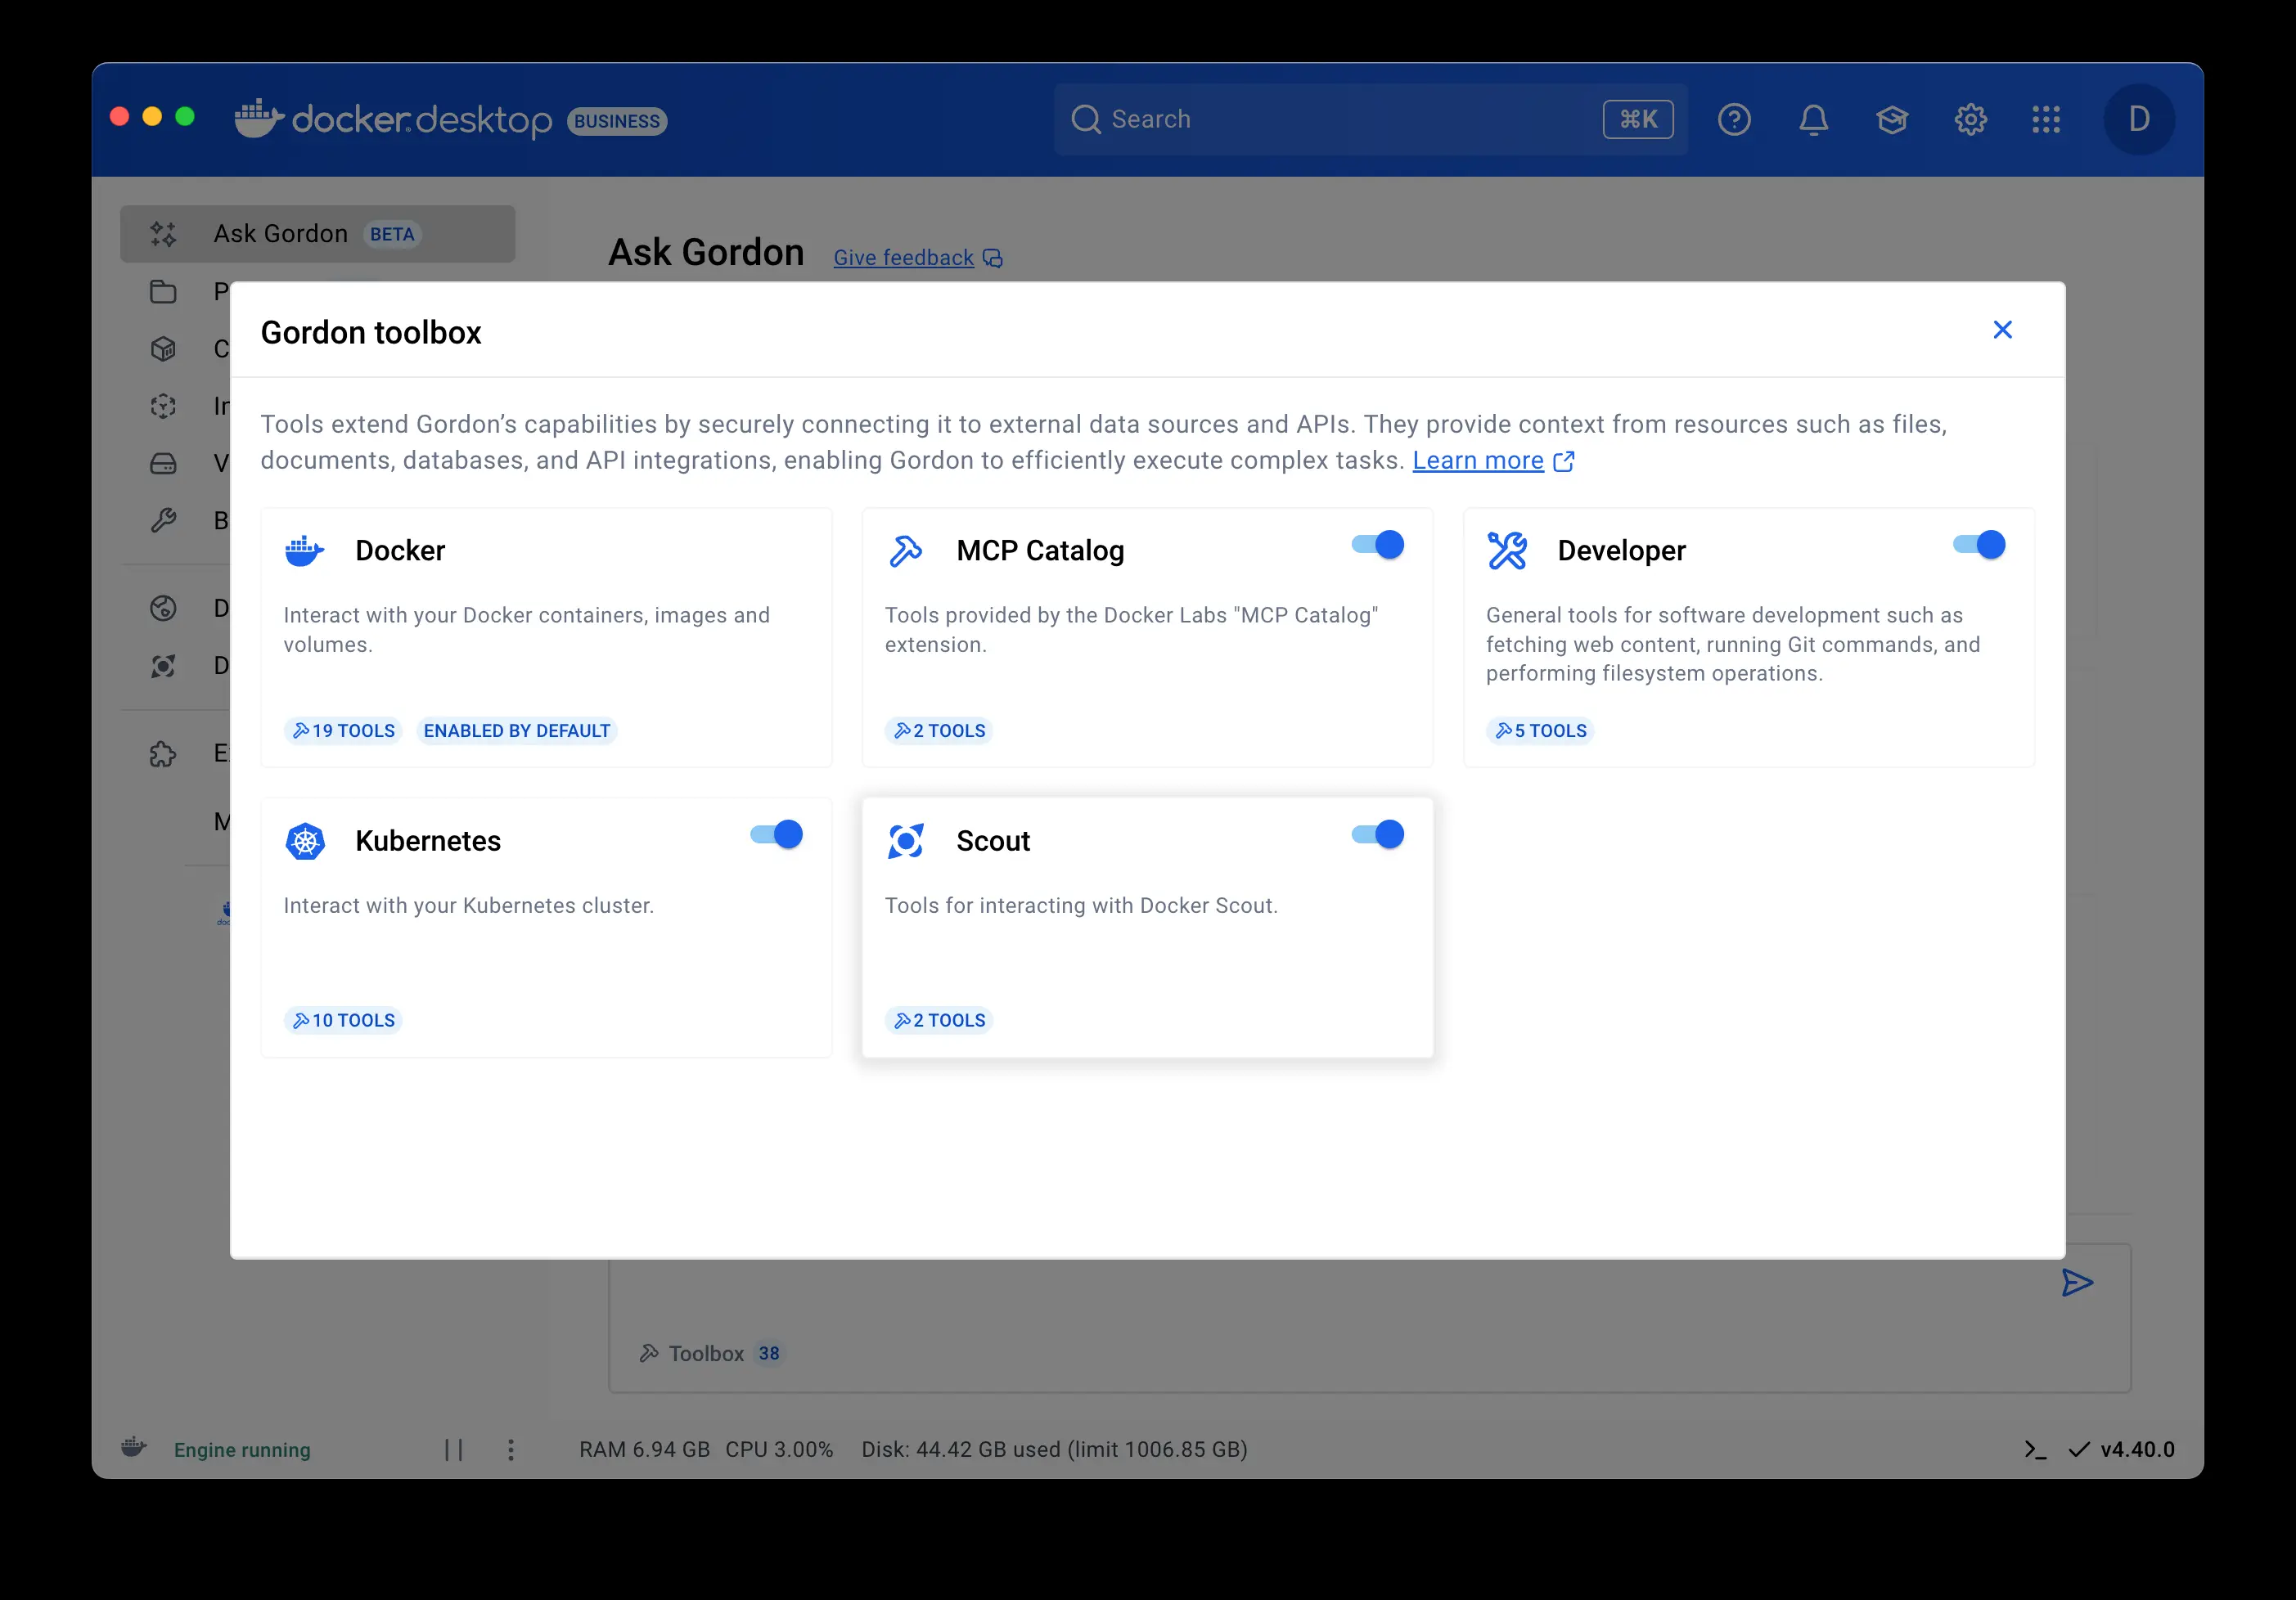 docker.desktop BUSINESS
Search ⌘K
D
Ask Gordon BETA
Ask Gordon Give feedback
Gordon toolbox
Tools extend Gordon’s capabilities by securely connecting it to external data sources and APIs. They provide context from resources such as files,
documents, databases, and API integrations, enabling Gordon to efficiently execute complex tasks. Learn more
Docker
Interact with your Docker containers, images and
volumes.
19 TOOLS ENABLED BY DEFAULT
MCP Catalog
Tools provided by the Docker Labs "MCP Catalog"
extension.
2 TOOLS
Developer
General tools for software development such as
fetching web content, running Git commands, and
performing filesystem operations.
5 TOOLS
Kubernetes
Interact with your Kubernetes cluster.
10 TOOLS
Scout
Tools for interacting with Docker Scout.
2 TOOLS
Toolbox 38
Engine running
RAM 6.94 GB CPU 3.00% Disk: 44.42 GB used (limit 1006.85 GB)
v4.40.0